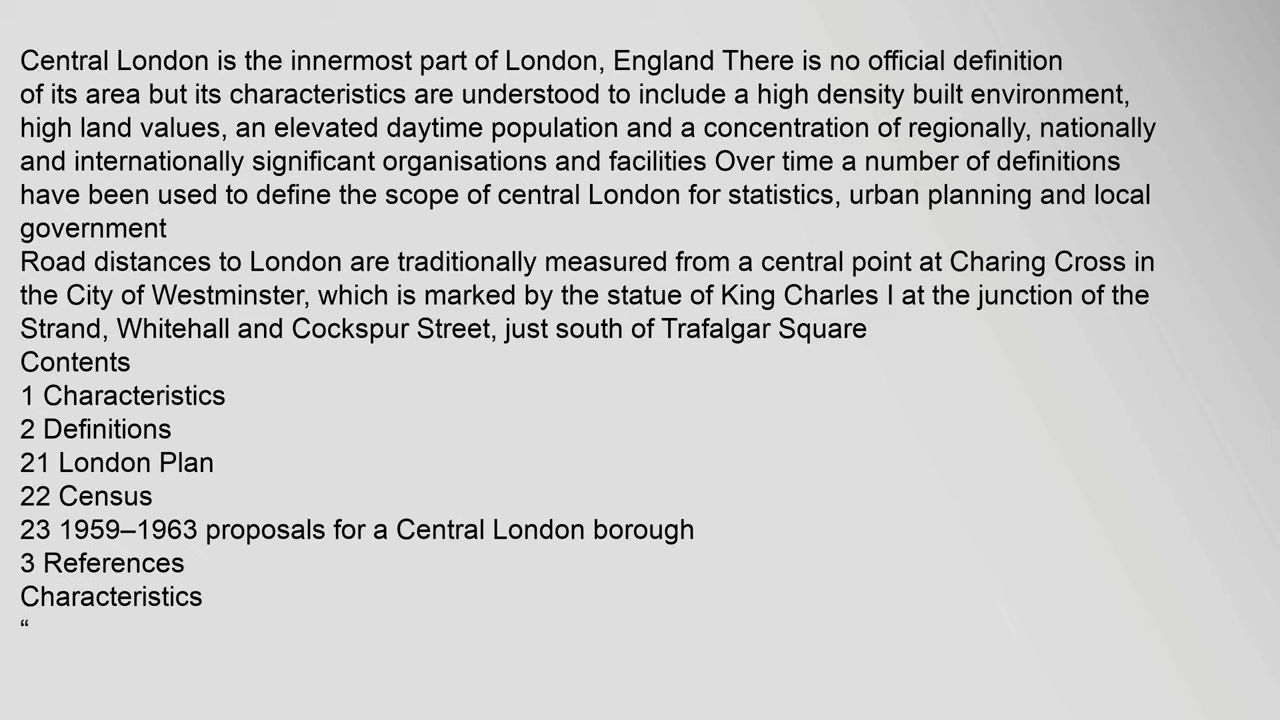 Central London is the innermost part of London, England There is no official definition
of its area but its characteristics are understood to include a high density built environment,
high land values, an elevated daytime population and a concentration of regionally, nationally
and internationally significant organisations and facilities Over time a number of definitions
have been used to define the scope of central London for statistics, urban planning and local
government
Road distances to London are traditionally measured from a central point at Charing Cross in
the City of Westminster, which is marked by the statue of King Charles I at the junction of the
Strand, Whitehall and Cockspur Street, just south of Trafalgar Square
Contents
1 Characteristics
2 Definitions
21 London Plan
22 Census
23 1959–1963 proposals for a Central London borough
3 References
Characteristics
“